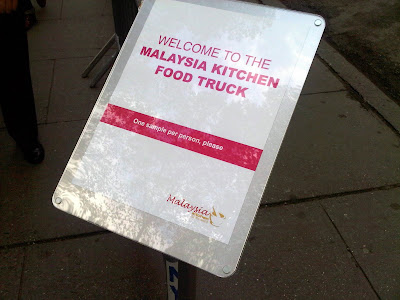 WELCOME TO THE
MALAYSIA KITCHEN
FOOD TRUCK
One sample per person, please
Malaysia